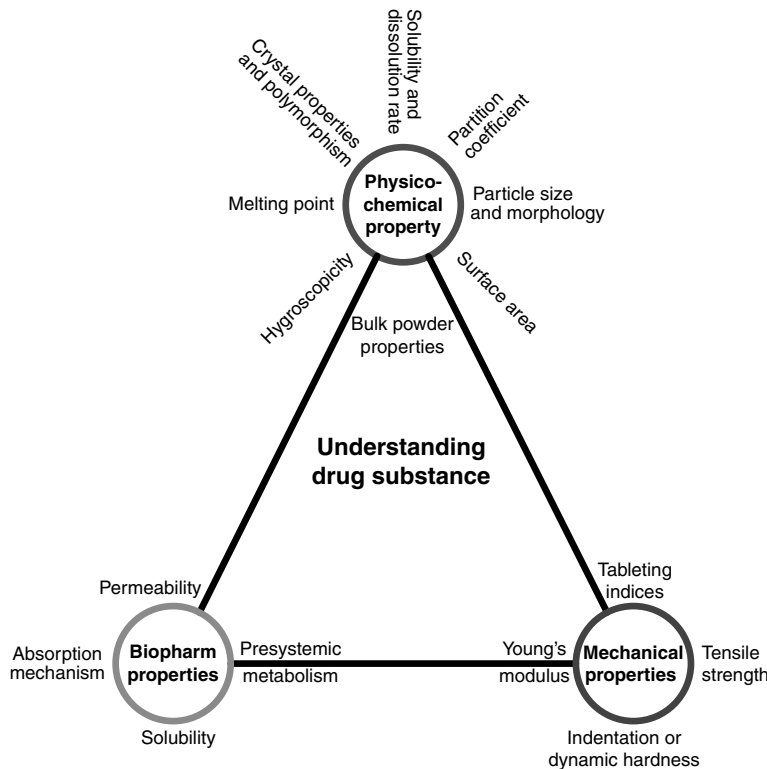 Solubility and
dissolution rate
Crystal properties
and polymorphism
Partition
coefficient
Melting point
Physico-
chemical
property
Particle size
and morphology
Hygroscopicity
Surface area
Bulk powder
properties
Understanding
drug substance
Permeability
Tableting
indices
Absorption
mechanism
Biopharm
properties
Presystemic
metabolism
Young's
modulus
Mechanical
properties
Tensile
strength
Solubility
Indentation or
dynamic hardness